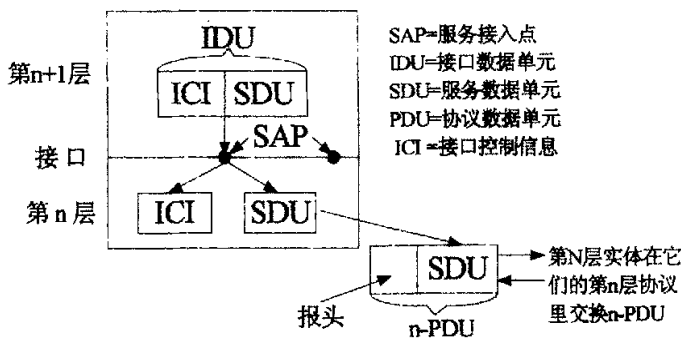 IDU
第n+1层
ICI
SDU
SAP
接 口
第 n 层
ICI
SDU
SAP=服务接入点
IDU=接口数据单元
SDU=服务数据单元
PDU=协议数据单元
ICI =接口控制信息
SDU
报头
n-PDU
第N层实体在它
们的第n层协议
里交换n-PDU